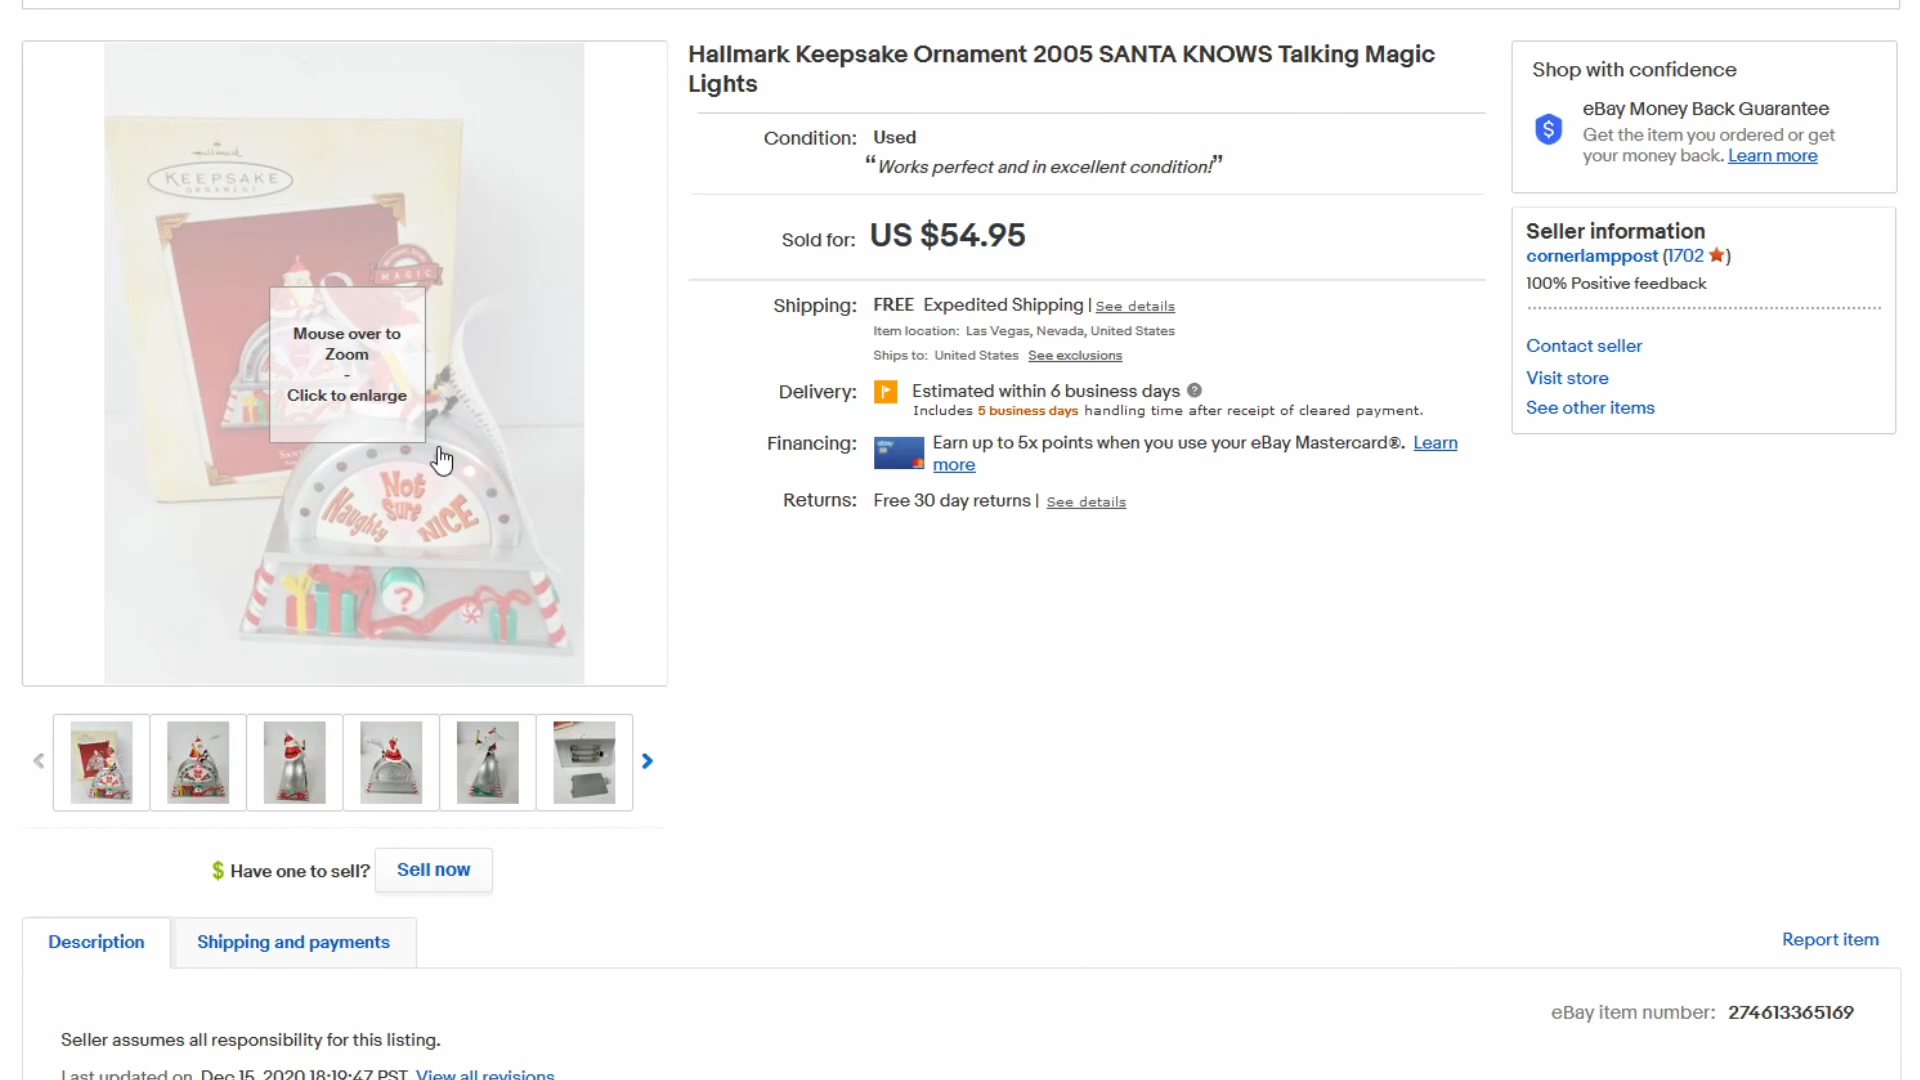 Hallmark Keepsake Ornament 2005 SANTA KNOWS Talking Magic
Lights
Condition: Used
“Works perfect and in excellent condition!”
Sold for: US $54.95
Shipping: FREE Expedited Shipping | See details
Item location: Las Vegas, Nevada, United States
Ships to: United States See exclusions
Delivery: Estimated within 6 business days
Includes 5 business days handling time after receipt of cleared payment.
Financing: Earn up to 5x points when you use your eBay Mastercard®. Learn
more
Returns: Free 30 day returns | See details
Shop with confidence
eBay Money Back Guarantee
Get the item you ordered or get
your money back. Learn more
Seller information
cornerlamppost (1702)
100% Positive feedback
Contact seller
Visit store
See other items
Hallmark
KEEPSAKE
ORNAMENT
MAGIC
Mouse over to
Zoom
-
Click to enlarge
Naughty
Not
Sure
NICE
?
$ Have one to sell? Sell now
Description
Shipping and payments
Report item
eBay item number: 274613365169
Seller assumes all responsibility for this listing.
Last updated on Dec 15, 2020 18:19:47 PST View all revisions